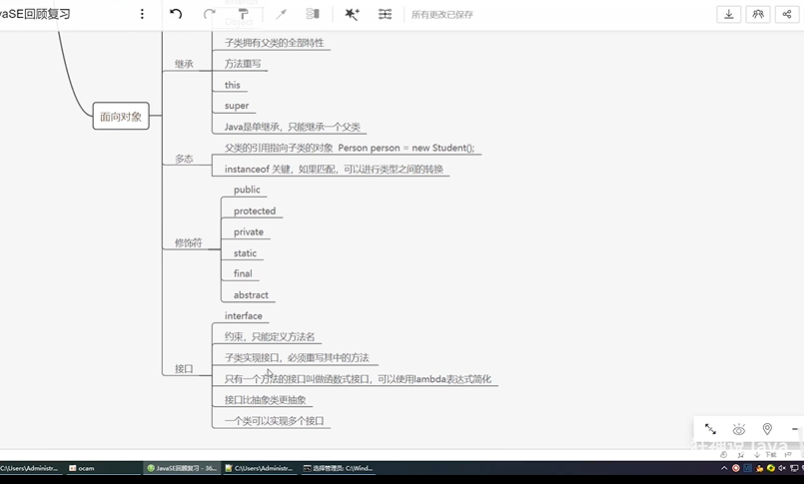 vaSE回顾复习
所有更改已保存
子类拥有父类的全部特性
继承
方法重写
this
super
Java是单继承，只能继承一个父类
面向对象
父类的引用指向子类的对象 Person person = new Student();
多态
instanceof 关键，如果匹配，可以进行类型之间的转换
public
protected
private
修饰符
static
final
abstract
interface
约束，只能定义方法名
子类实现接口，必须重写其中的方法
接口
只有一个方法的接口叫做函数式接口，可以使用lambda表达式简化
接口比抽象类更抽象
一个类可以实现多个接口
下载
C:\Users\Administr...
ocam
JavaSE回顾复习 - 36...
C:\Users\Administr...
选择管理员: C:\Wind...